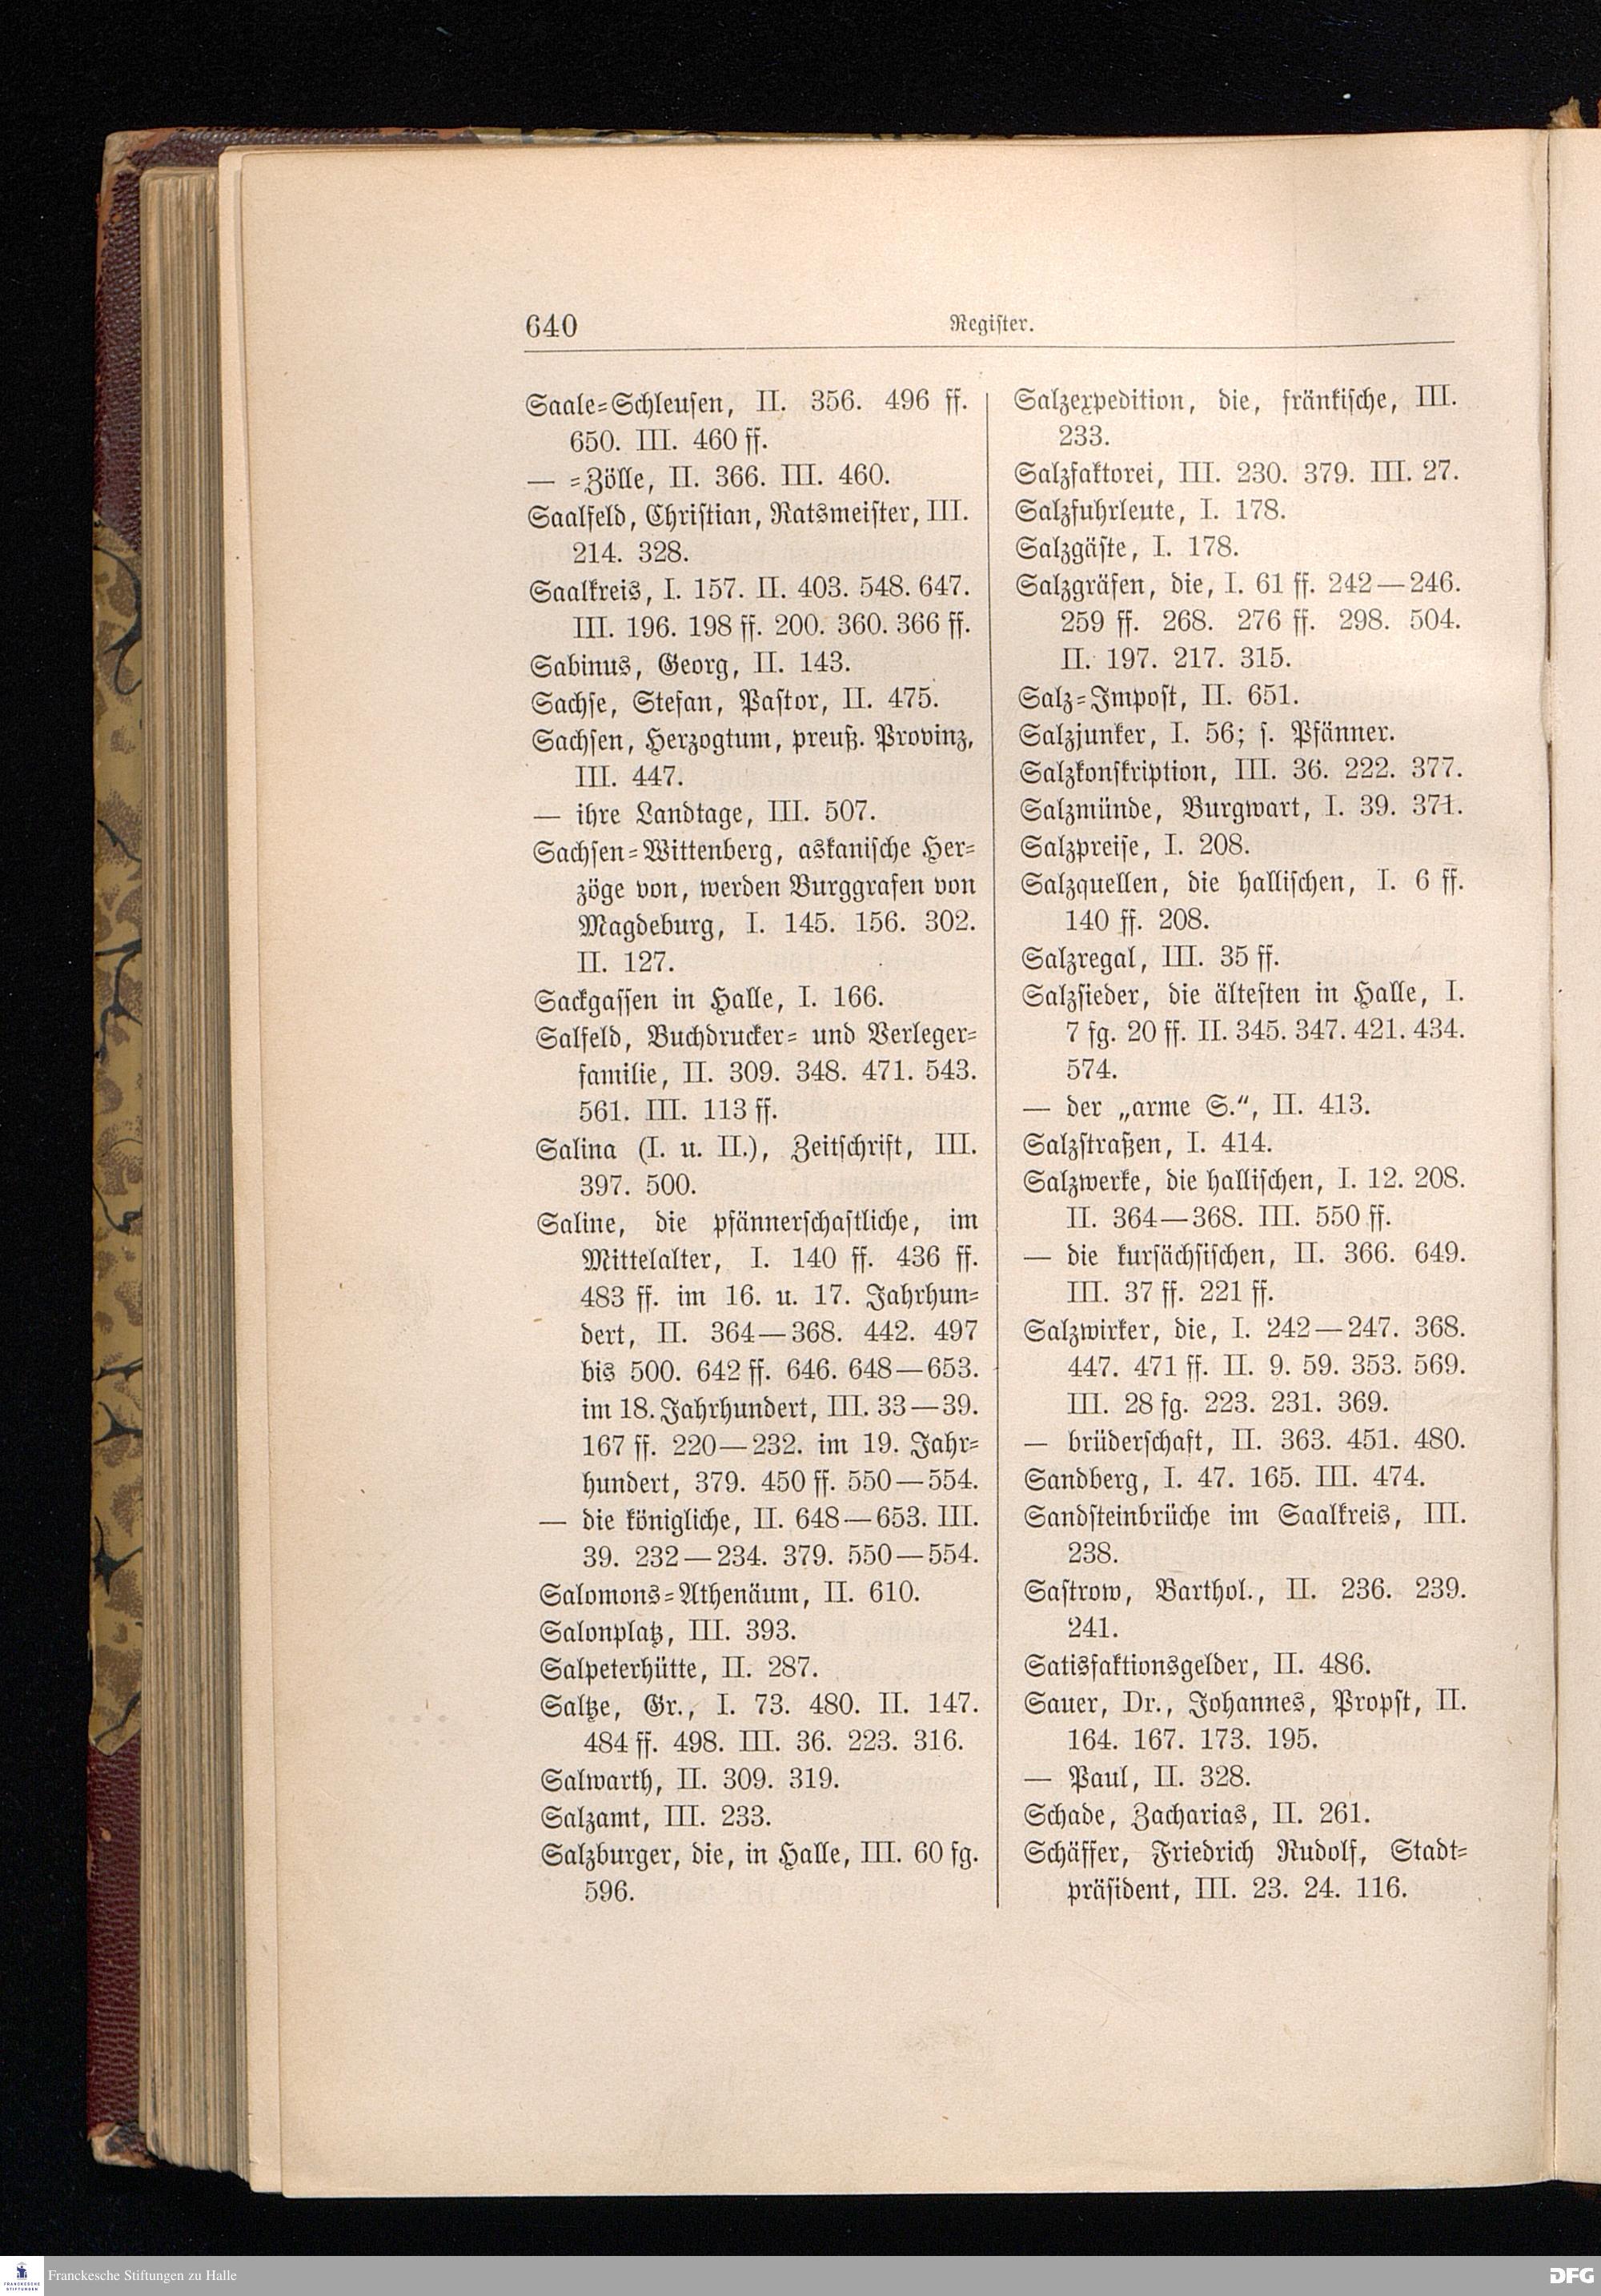 640
Register.
Saale=Schleusen, II. 356. 496 ff.
650. III. 460 ff.
— =Zölle, II. 366. III. 460.
Saalfeld, Christian, Ratsmeister, III.
214. 328.
Saalkreis, I. 157. II. 403. 548. 647.
III. 196. 198 ff. 200. 360. 366 ff.
Sabinus, Georg, II. 143.
Sachse, Stefan, Pastor, II. 475.
Sachsen, Herzogtum, preuß. Provinz,
III. 447.
— ihre Landtage, III. 507.
Sachsen=Wittenberg, askanische Her=
zöge von, werden Burggrafen von
Magdeburg, I. 145. 156. 302.
II. 127.
Sackgassen in Halle, I. 166.
Salfeld, Buchdrucker= und Verleger=
familie, II. 309. 348. 471. 543.
561. III. 113 ff.
Salina (I. u. II.), Zeitschrift, III.
397. 500.
Saline, die pfännerschaftliche, im
Mittelalter, I. 140 ff. 436 ff.
483 ff. im 16. u. 17. Jahrhun=
dert, II. 364—368. 442. 497
bis 500. 642 ff. 646. 648—653.
im 18. Jahrhundert, III. 33—39.
167 ff. 220—232. im 19. Jahr=
hundert, 379. 450 ff. 550—554.
— die königliche, II. 648—653. III.
39. 232—234. 379. 550—554.
Salomons=Athenäum, II. 610.
Salonplatz, III. 393.
Salpeterhütte, II. 287.
Saltze, Gr., I. 73. 480. II. 147.
484 ff. 498. III. 36. 223. 316.
Salwarth, II. 309. 319.
Salzamt, III. 233.
Salzburger, die, in Halle, III. 60 fg.
596.
Salzexpedition, die, fränkische, III.
233.
Salzfaktorei, III. 230. 379. III. 27.
Salzfuhrleute, I. 178.
Salzgäste, I. 178.
Salzgräfen, die, I. 61 ff. 242—246.
259 ff. 268. 276 ff. 298. 504.
II. 197. 217. 315.
Salz=Impost, II. 651.
Salzjunker, I. 56; s. Pfänner.
Salzkonskription, III. 36. 222. 377.
Salzmünde, Burgwart, I. 39. 371.
Salzpreise, I. 208.
Salzquellen, die hallischen, I. 6 ff.
140 ff. 208.
Salzregal, III. 35 ff.
Salzsieder, die ältesten in Halle, I.
7 fg. 20 ff. II. 345. 347. 421. 434.
574.
— der „arme S.“, II. 413.
Salzstraßen, I. 414.
Salzwerke, die hallischen, I. 12. 208.
II. 364—368. III. 550 ff.
— die kursächsischen, II. 366. 649.
III. 37 ff. 221 ff.
Salzwirker, die, I. 242—247. 368.
447. 471 ff. II. 9. 59. 353. 569.
III. 28 fg. 223. 231. 369.
— brüderschaft, II. 363. 451. 480.
Sandberg, I. 47. 165. III. 474.
Sandsteinbrüche im Saalkreis, III.
238.
Sastrow, Barthol., II. 236. 239.
241.
Satisfaktionsgelder, II. 486.
Sauer, Dr., Johannes, Propst, II.
164. 167. 173. 195.
— Paul, II. 328.
Schade, Zacharias, II. 261.
Schäffer, Friedrich Rudolf, Stadt=
präsident, III. 23. 24. 116.
FRANCKESCHE
STIFTUNGEN
Franckesche Stiftungen zu Halle
DFG